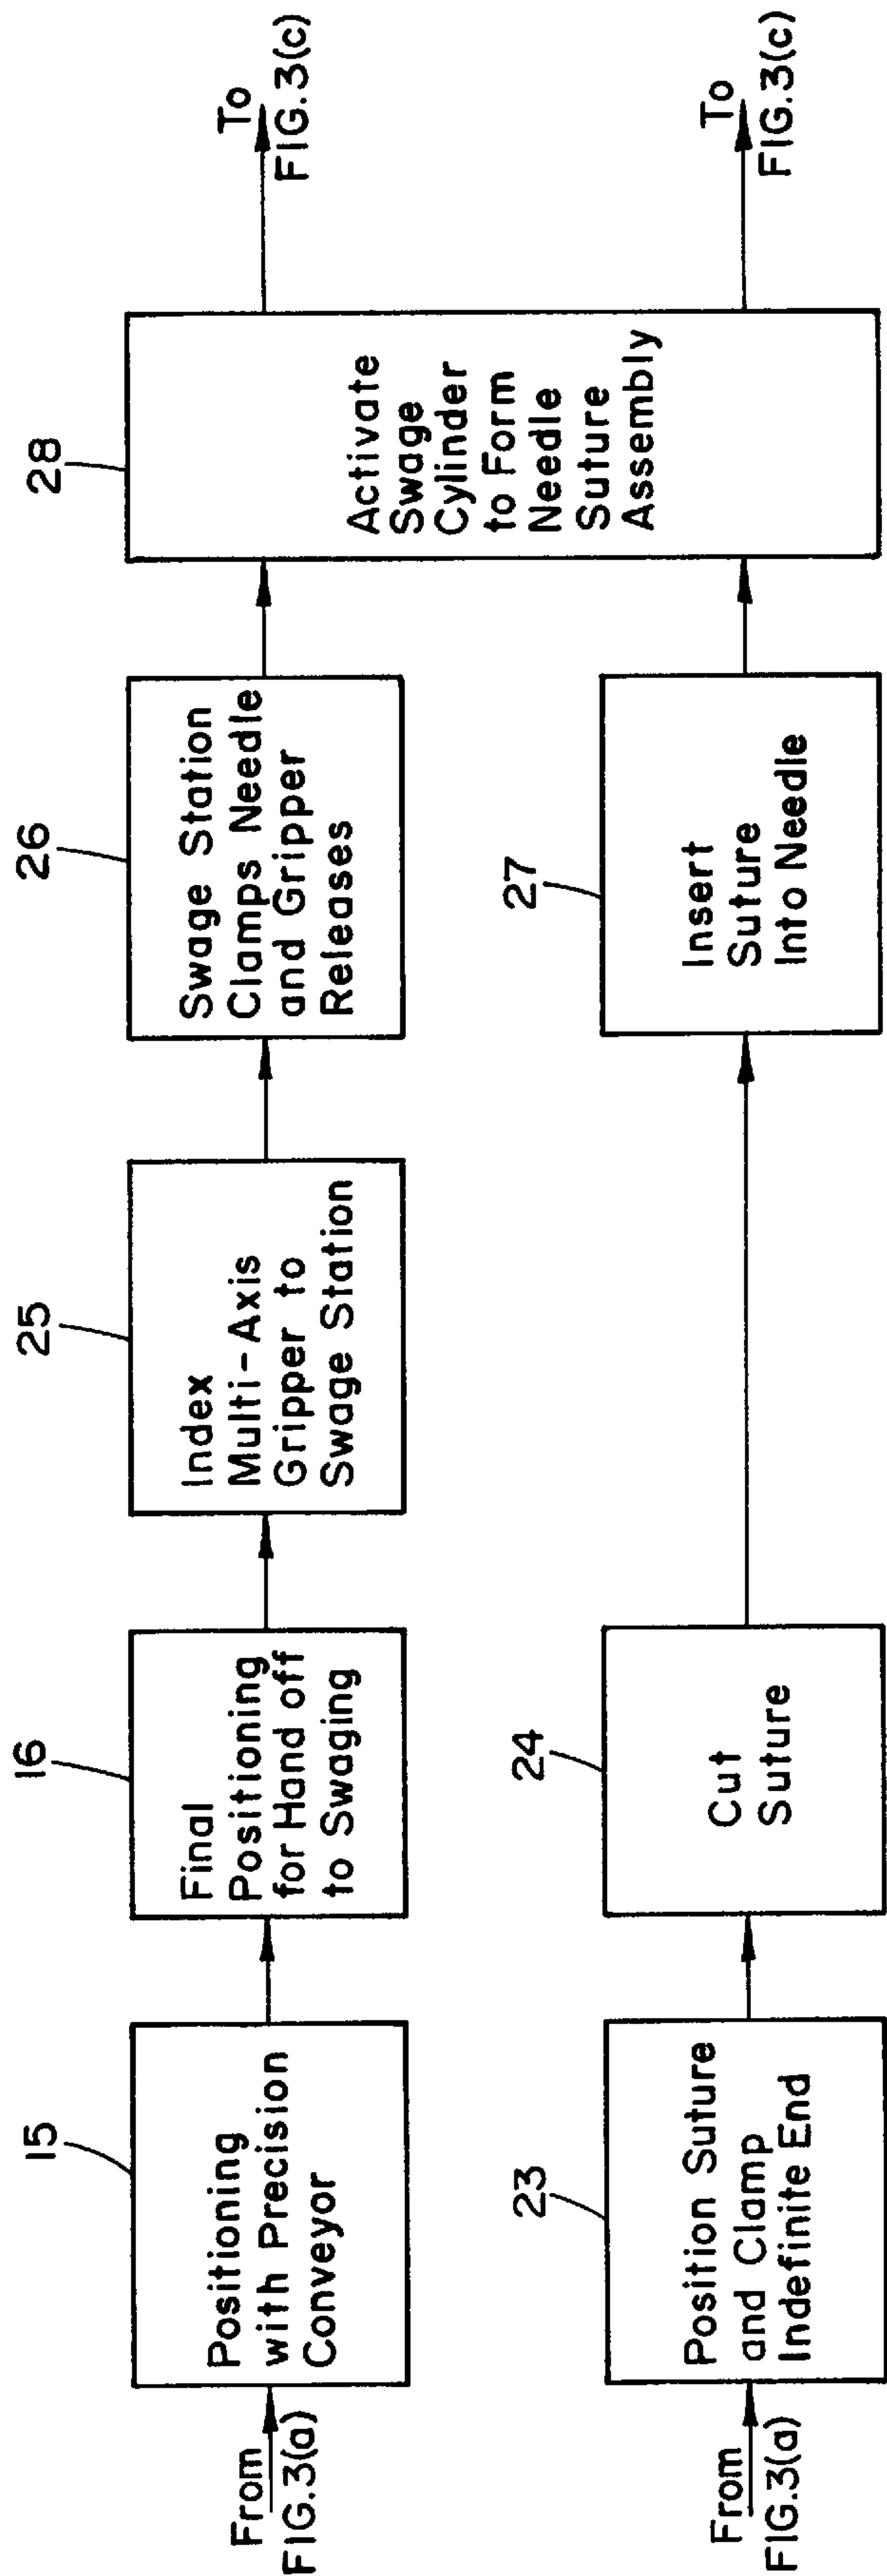 From
FIG.3(a)
15
Positioning
with Precision
Conveyor
16
Final
Positioning
for Hand off
to Swaging
25
Index
Multi-Axis
Gripper to
Swage Station
26
Swage Station
Clamps Needle
and Gripper
Releases
28
Activate
Swage
Cylinder
to Form
Needle
Suture
Assembly
To
FIG.3(c)
From
FIG.3(a)
23
Position Suture
and Clamp
Indefinite End
24
Cut
Suture
27
Insert
Suture
Into Needle
To
FIG.3(c)